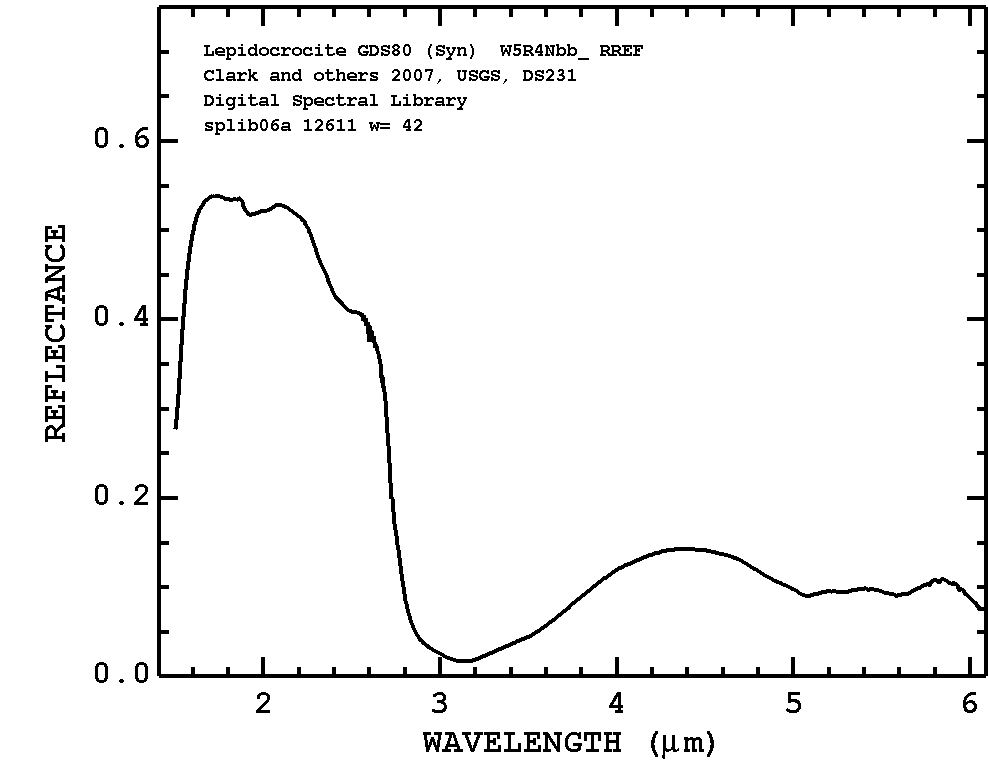 Lepidocrocite GDS80 (Syn) W5R4Nbb_ RREF
Clark and others 2007, USGS, DS231
Digital Spectral Library
splib06a 12611 w= 42
0.6
0.4
0.2
0.0
REFLECTANCE
2 3 4 5 6
WAVELENGTH (μm)